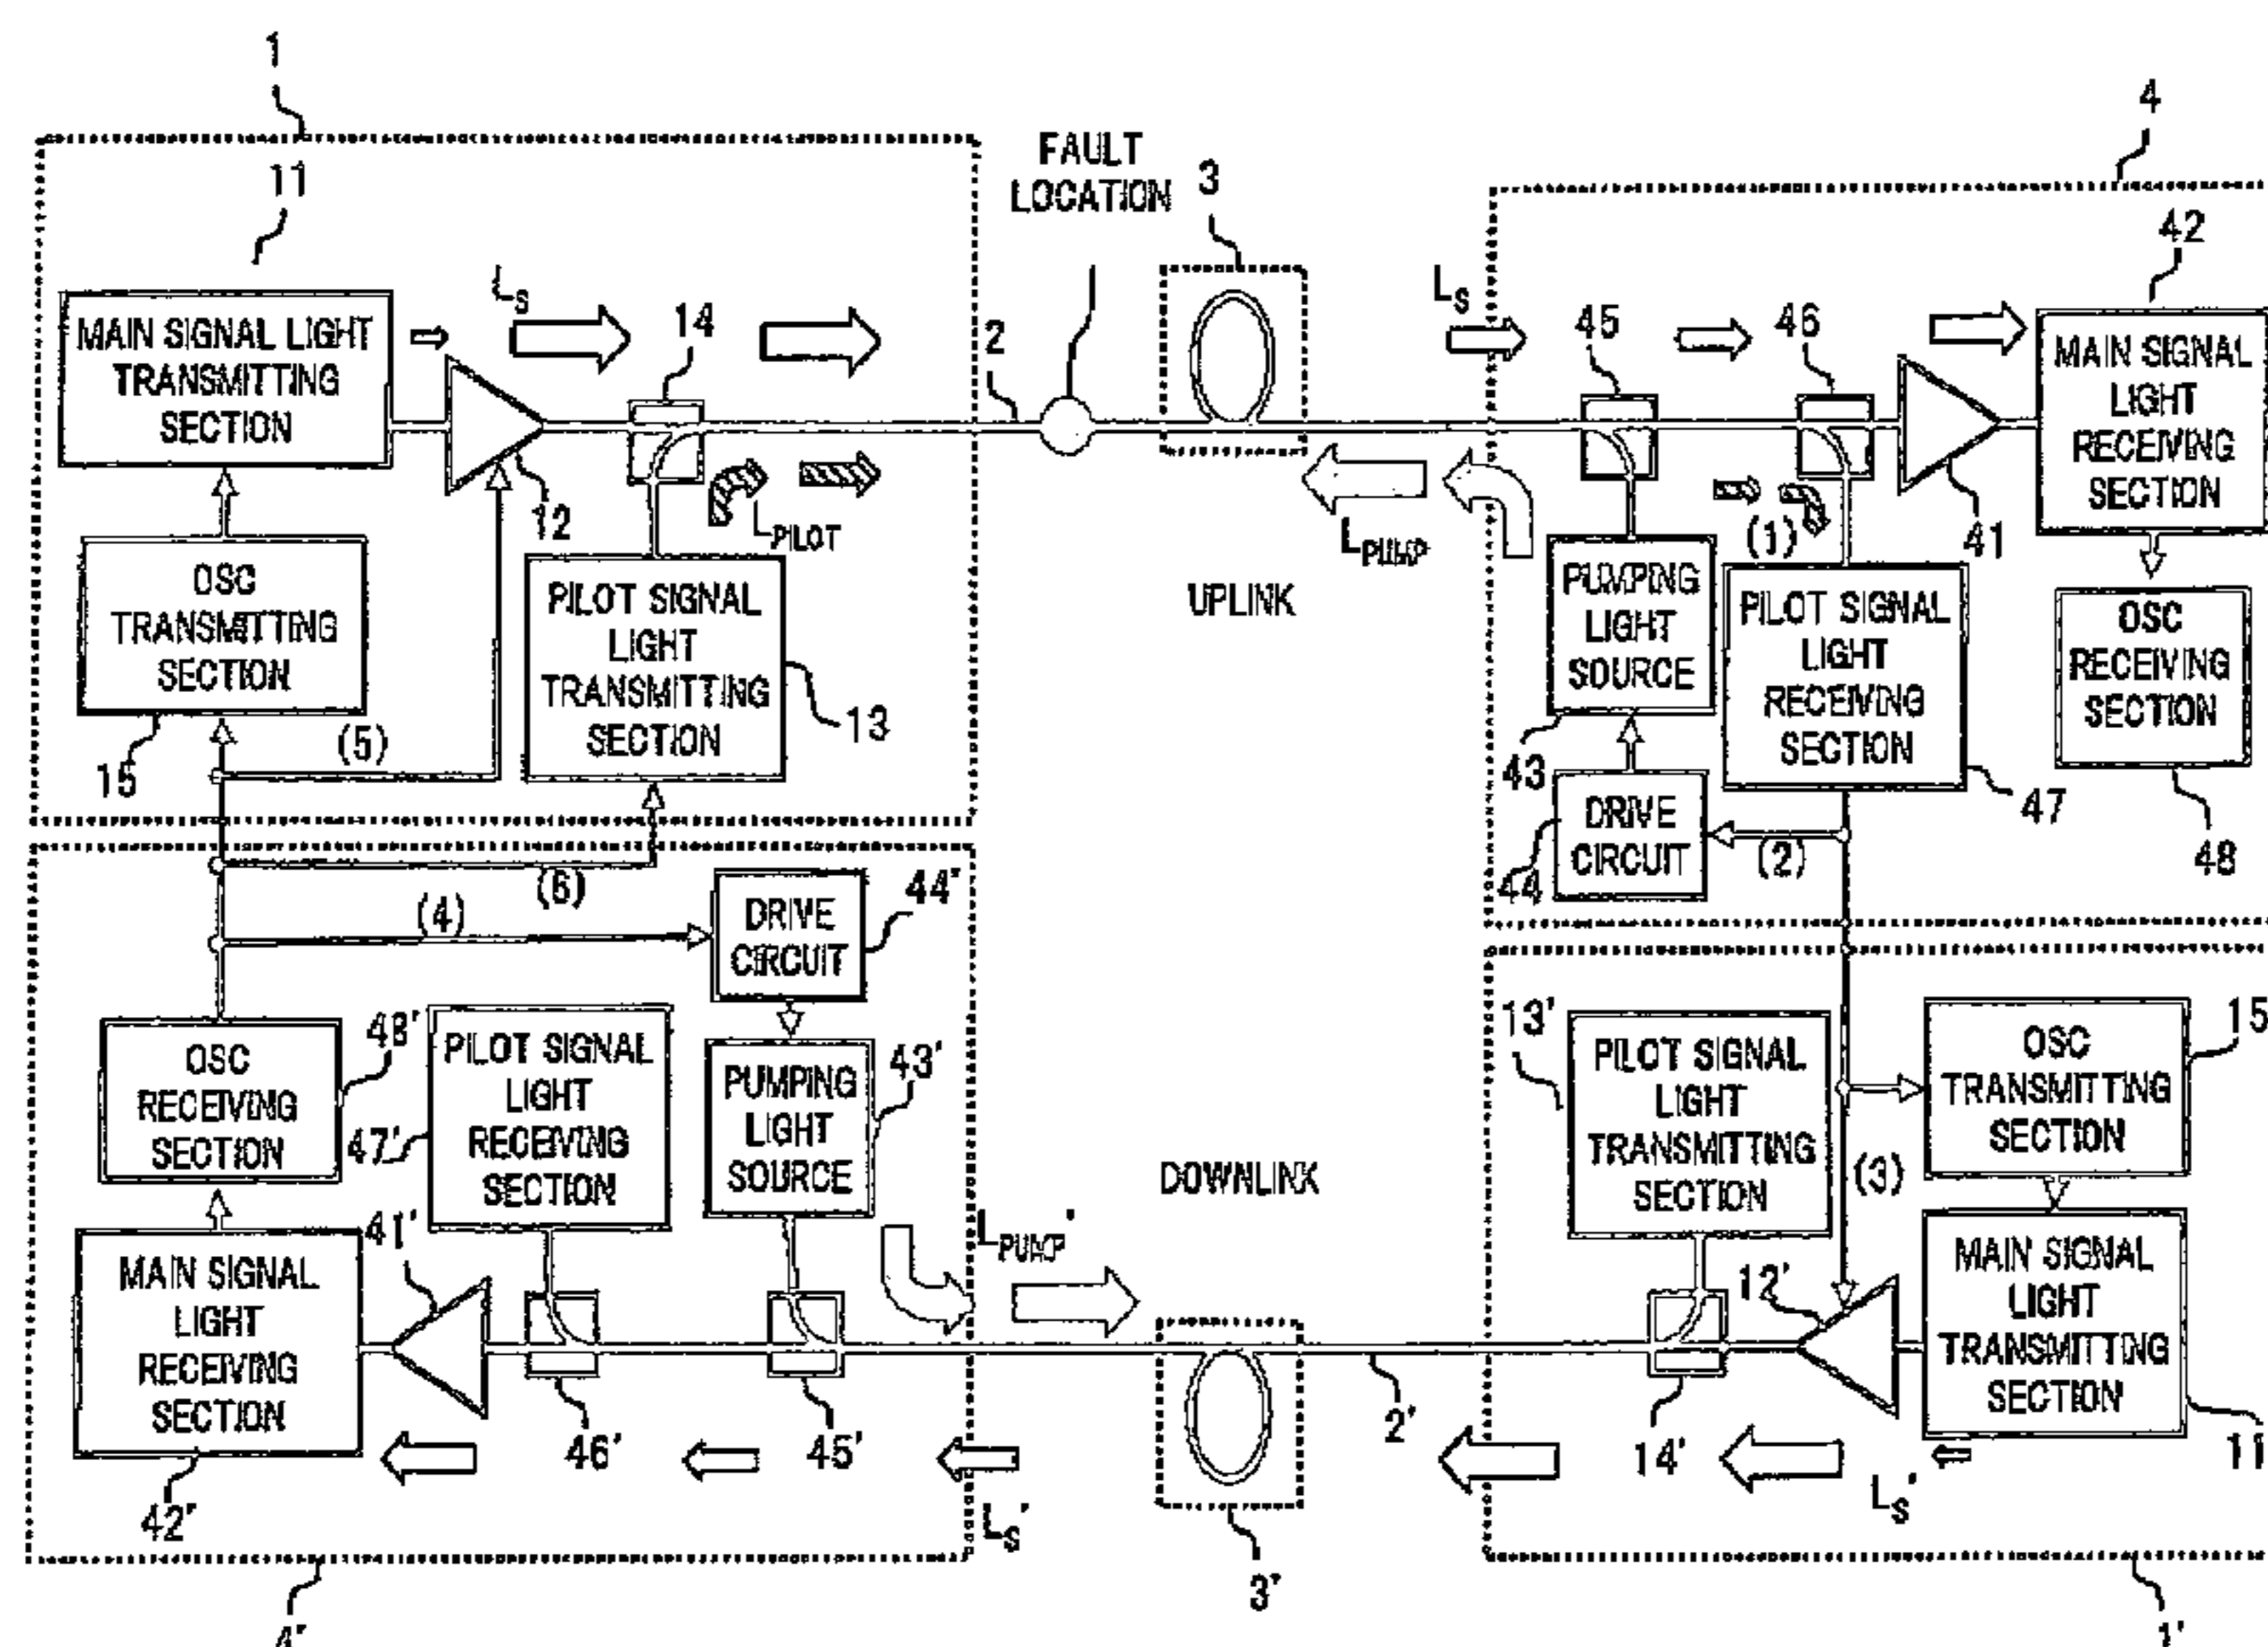 1
4
FAULT
LOCATION
3
11
42
MAIN SIGNAL LIGHT
TRANSMITTING
SECTION
LS
14
2
LS
45
46
MAIN SIGNAL
LIGHT
RECEIVING
SECTION
12
LPILOT
LPUMP
(1)
41
OSC
TRANSMITTING
SECTION
PILOT SIGNAL
LIGHT
TRANSMITTING
SECTION
UPLINK
PUMPING
LIGHT
SOURCE
PILOT SIGNAL
LIGHT
RECEIVING
SECTION
OSC
RECEIVING
SECTION
15
(5)
13
43
47
48
DRIVE
CIRCUIT
44
(2)
(6)
(4)
DRIVE
CIRCUIT
44'
OSC
RECEIVING
SECTION
48'
PILOT SIGNAL
LIGHT
RECEIVING
SECTION
47'
PUMPING
LIGHT
SOURCE
43'
DOWNLINK
13'
PILOT SIGNAL
LIGHT
TRANSMITTING
SECTION
(3)
OSC
TRANSMITTING
SECTION
15
MAIN SIGNAL
LIGHT
RECEIVING
SECTION
41'
LPUMP'
12'
MAIN SIGNAL
LIGHT
TRANSMITTING
SECTION
42'
46'
45'
LS'
2'
14'
LS'
11
3'
4'
1'